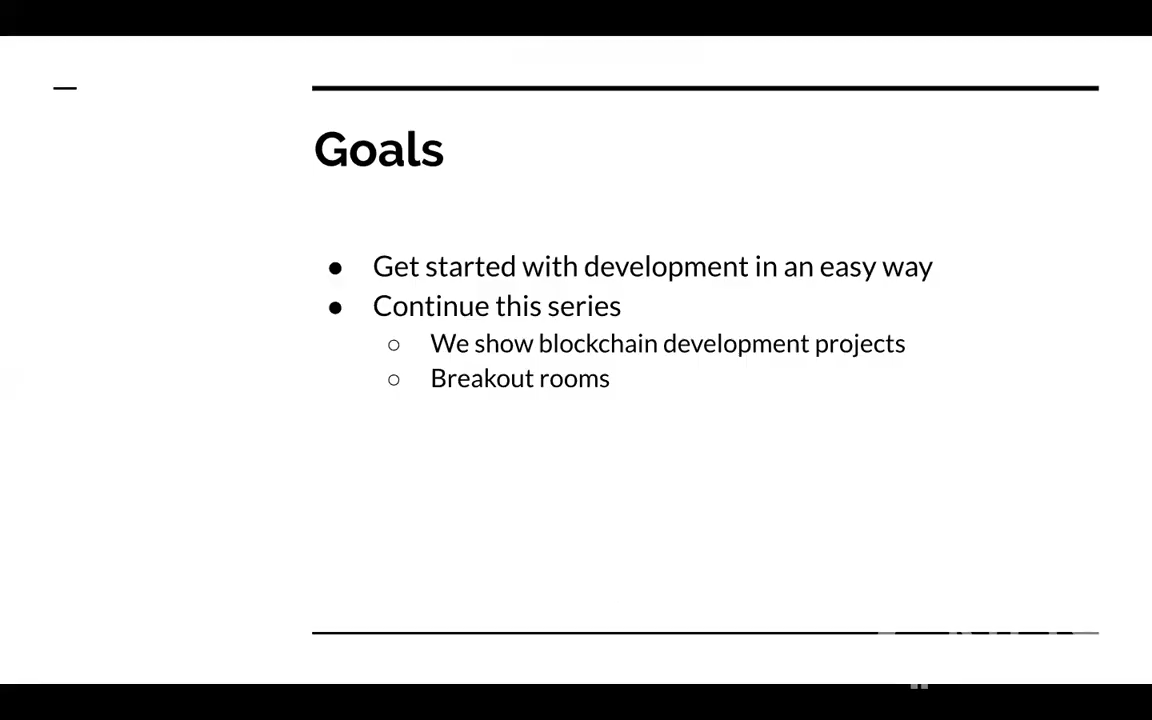 Goals
● Get started with development in an easy way
● Continue this series
○ We show blockchain development projects
○ Breakout rooms